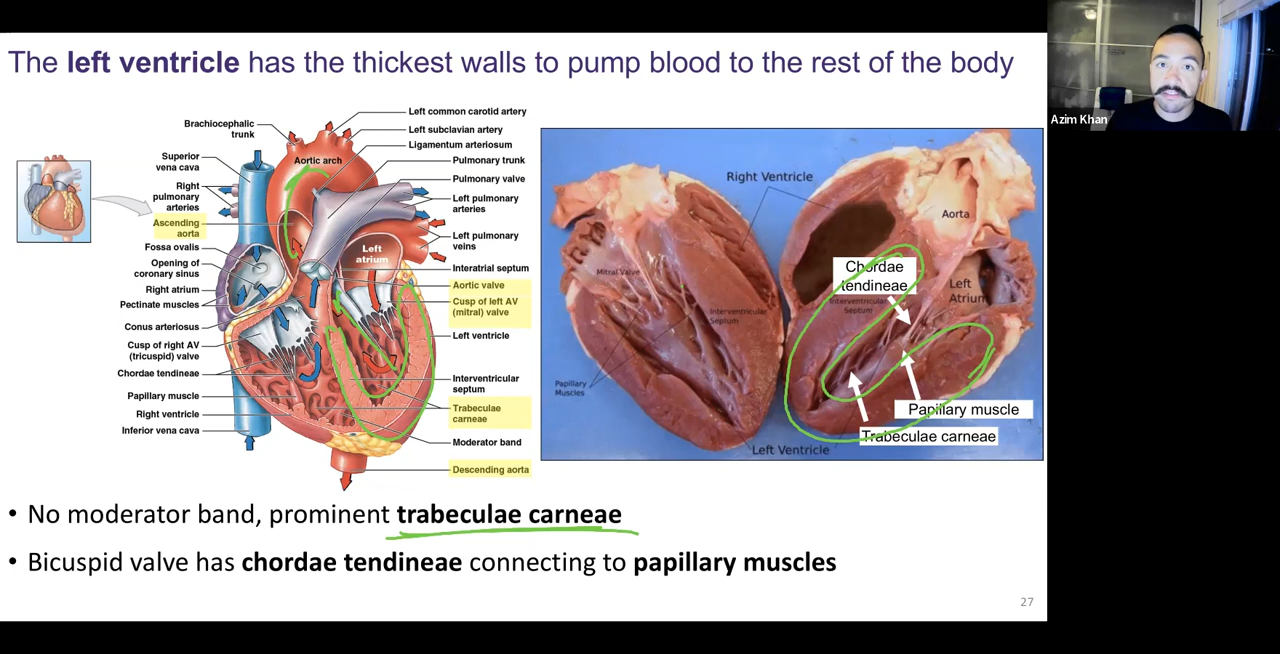 The left ventricle has the thickest walls to pump blood to the rest of the body
Azim Khan
Brachiocephalic
trunk
Superior
vena cava
Right
pulmonary
arteries
Ascending
aorta
Fossa ovalis
Opening of
coronary sinus
Right atrium
Pectinate muscles
Conus arteriosus
Cusp of right AV
(tricuspid) valve
Chordae tendineae
Papillary muscle
Right ventricle
Inferior vena cava
Aortic arch
Left
atrium
Left common carotid artery
Left subclavian artery
Ligamentum arteriosum
Pulmonary trunk
Pulmonary valve
Left pulmonary
arteries
Left pulmonary
veins
Interatrial septum
Aortic valve
Cusp of left AV
(mitral) valve
Left ventricle
Interventricular
septum
Trabeculae
carneae
Moderator band
Descending aorta
Right Ventricle
Aorta
Mitral Valve
Interventricular
Septum
Papillary
Muscles
Left Ventricle
Chordae
tendineae
Interventricular
Septum
Left
Atrium
Papillary muscle
Trabeculae carneae
• No moderator band, prominent trabeculae carneae
• Bicuspid valve has chordae tendineae connecting to papillary muscles
27